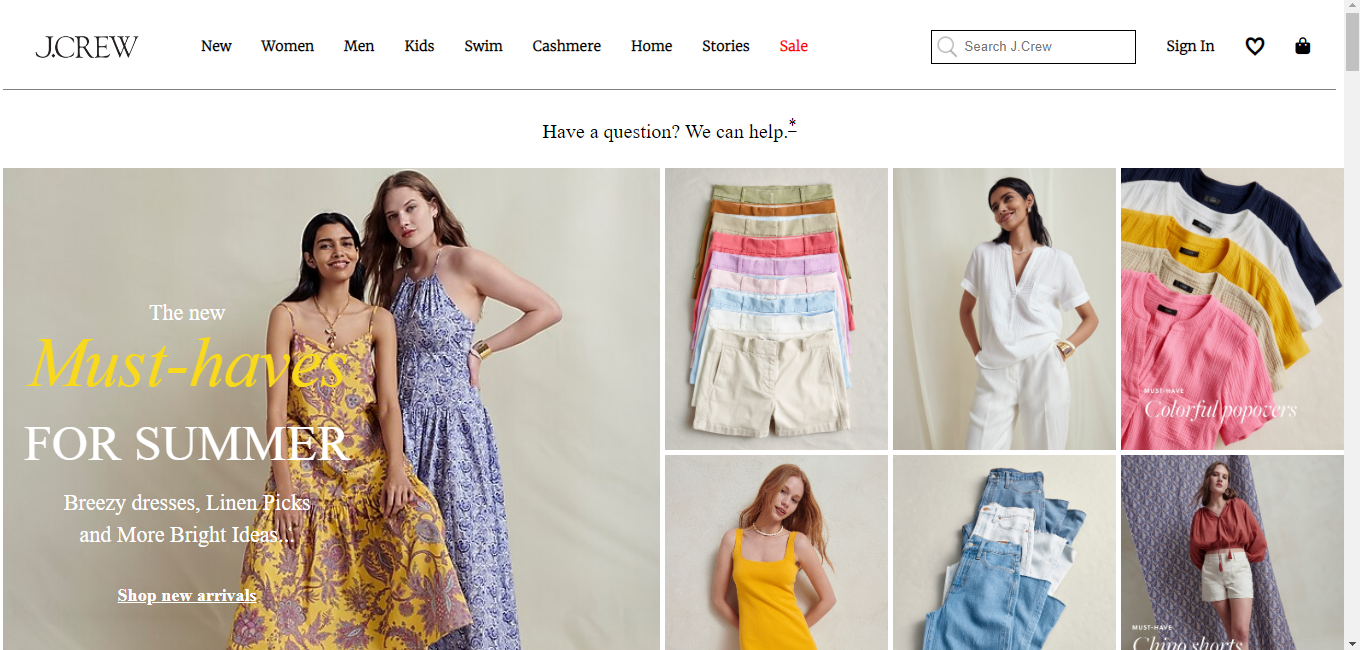 J.CREW
New
Women
Men
Kids
Swim
Cashmere
Home
Stories
Sale
Search J.Crew
Sign In
Have a question? We can help.*
The new
Must-haves
FOR SUMMER
Breezy dresses, Linen Picks
and More Bright Ideas...
Shop new arrivals
MUST-HAVE
Colorful popovers
MUST-HAVE
Chino shorts